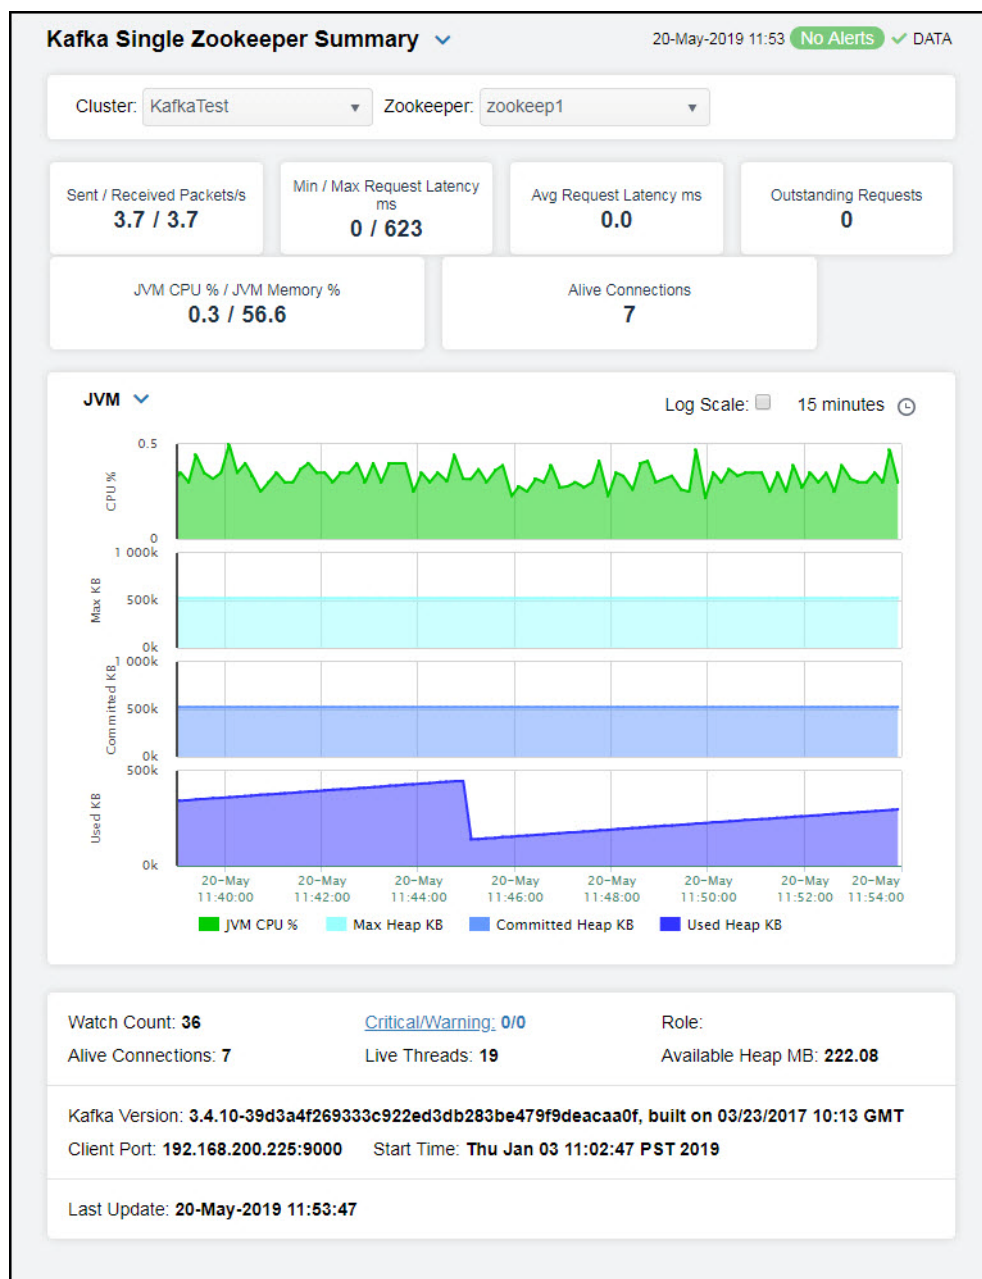 Kafka Single Zookeeper Summary
20-May-2019 11:53 No Alerts DATA
Cluster: KafkaTest Zookeeper: zookeep1
Sent / Received Packets/s
3.7 / 3.7
Min / Max Request Latency
ms
0 / 623
Avg Request Latency ms
0.0
Outstanding Requests
0
JVM CPU % / JVM Memory %
0.3 / 56.6
Alive Connections
7
JVM
Log Scale: 15 minutes
0.5
CPU %
0
1 000k
Max KB
500k
0k
1 000k
Committed KB
500k
0k
500k
Used KB
0k
20-May 20-May 20-May 20-May 20-May 20-May 20-May 20-May
11:40:00 11:42:00 11:44:00 11:46:00 11:48:00 11:50:00 11:52:00 11:54:00
JVM CPU % Max Heap KB Committed Heap KB Used Heap KB
Watch Count: 36 Critical/Warning: 0/0 Role:
Alive Connections: 7 Live Threads: 19 Available Heap MB: 222.08
Kafka Version: 3.4.10-39d3a4f269333c922ed3db283be479f9deacaa0f, built on 03/23/2017 10:13 GMT
Client Port: 192.168.200.225:9000 Start Time: Thu Jan 03 11:02:47 PST 2019
Last Update: 20-May-2019 11:53:47